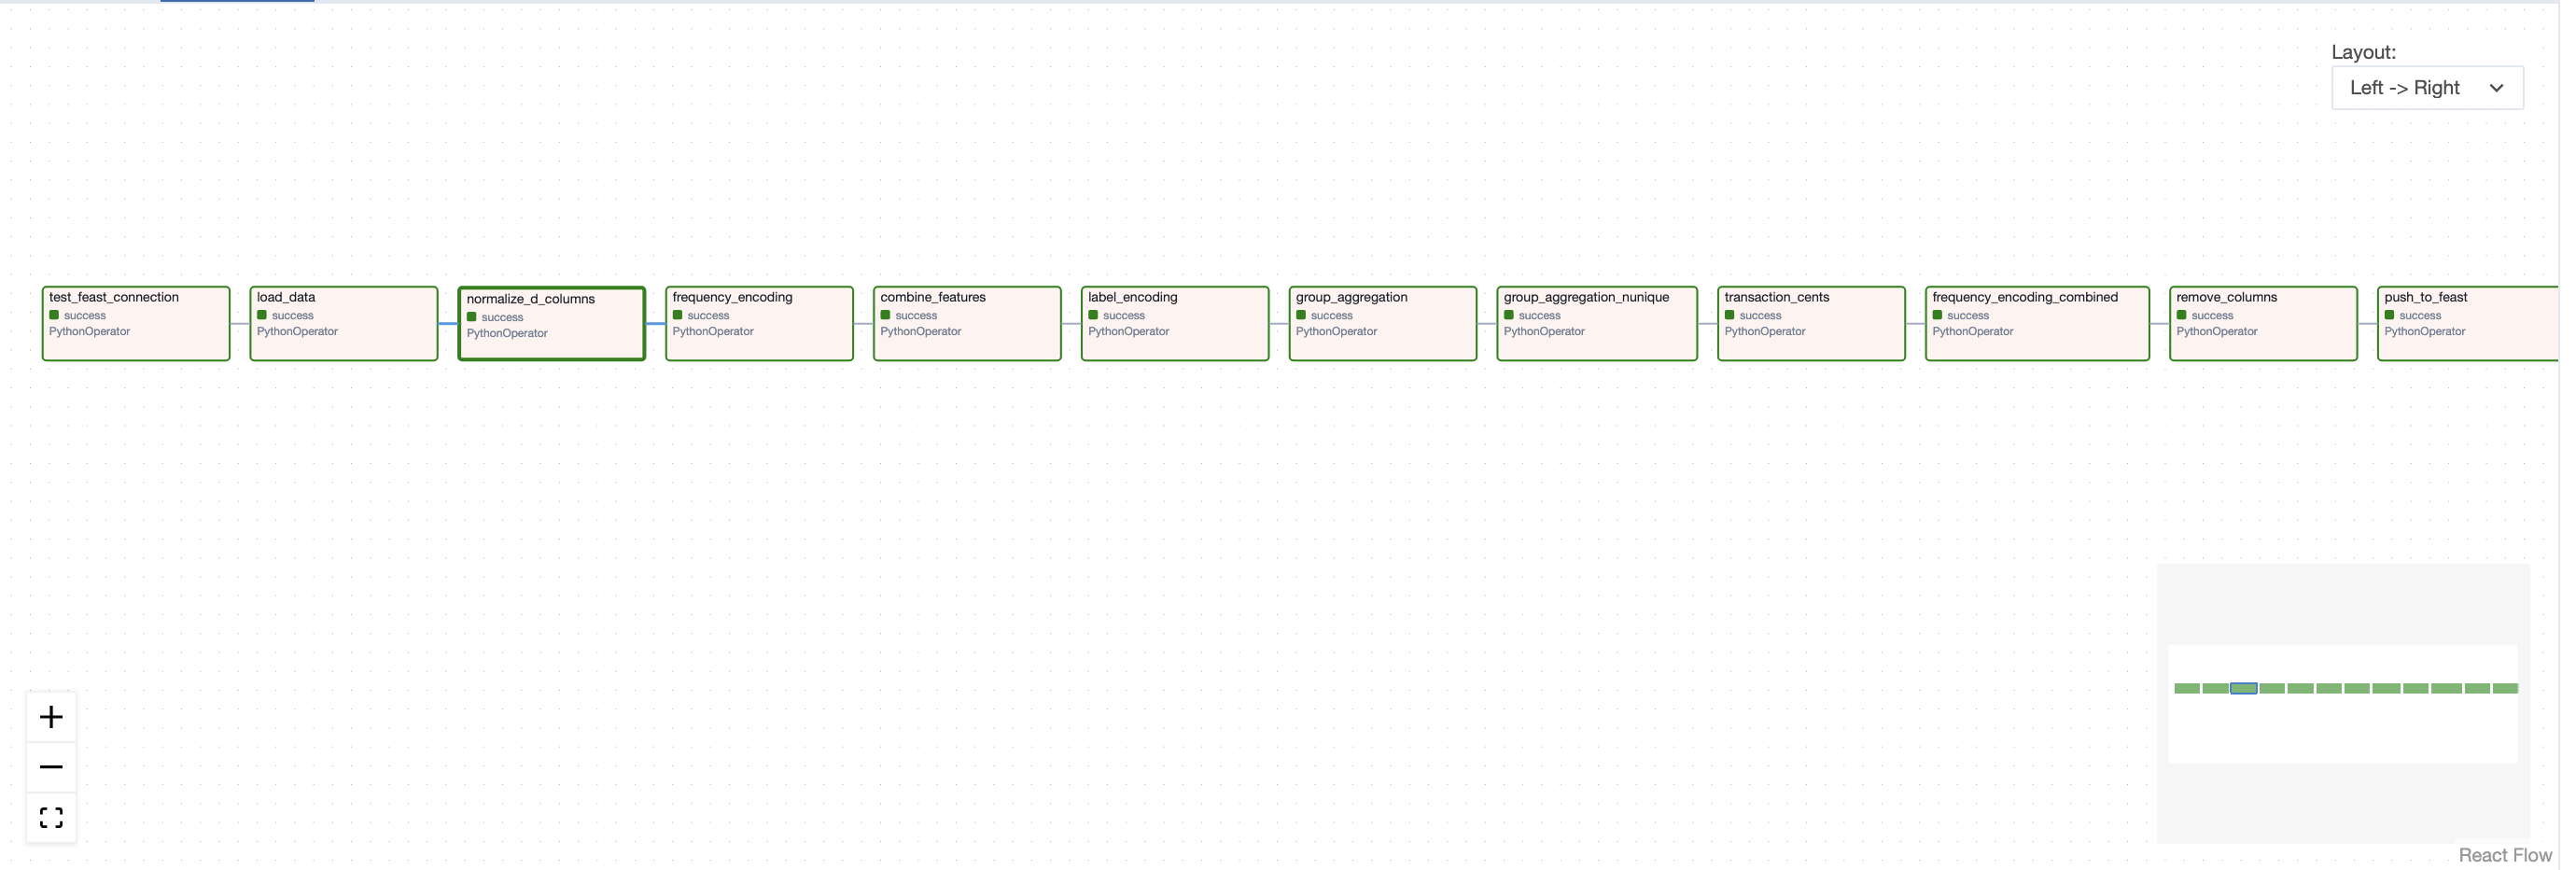 Layout:
Left -> Right
test_feast_connection
success
PythonOperator
load_data
success
PythonOperator
normalize_d_columns
success
PythonOperator
frequency_encoding
success
PythonOperator
combine_features
success
PythonOperator
label_encoding
success
PythonOperator
group_aggregation
success
PythonOperator
group_aggregation_nunique
success
PythonOperator
transaction_cents
success
PythonOperator
frequency_encoding_combined
success
PythonOperator
remove_columns
success
PythonOperator
push_to_feast
success
PythonOperator
React Flow